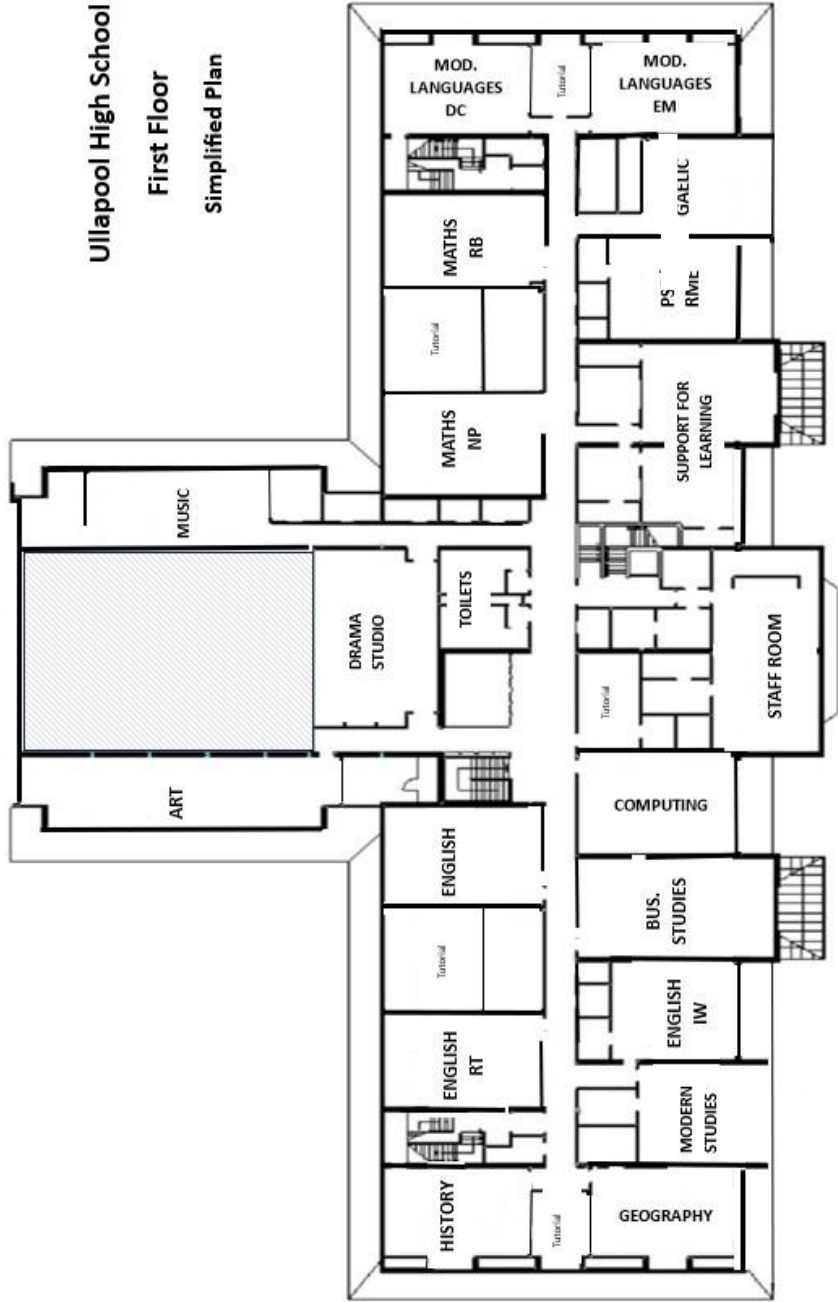 Ullapool High School
First Floor
Simplified Plan
MOD.
LANGUAGES
DC
Tutorial
MOD.
LANGUAGES
EM
MATHS
RB
GAELIC
PS RME
Tutorial
MATHS
NP
SUPPORT FOR
LEARNING
MUSIC
DRAMA
STUDIO
TOILETS
Tutorial
STAFF ROOM
ART
COMPUTING
ENGLISH
BUS.
STUDIES
Tutorial
ENGLISH
IW
ENGLISH
RT
MODERN
STUDIES
HISTORY
Tutorial
GEOGRAPHY